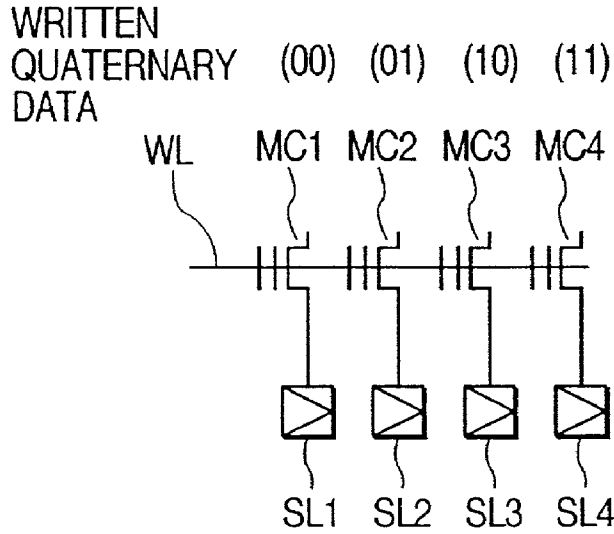 WRITTEN
QUATERNARY (00) (01) (10) (11)
DATA
WL MC1 MC2 MC3 MC4
SL1 SL2 SL3 SL4